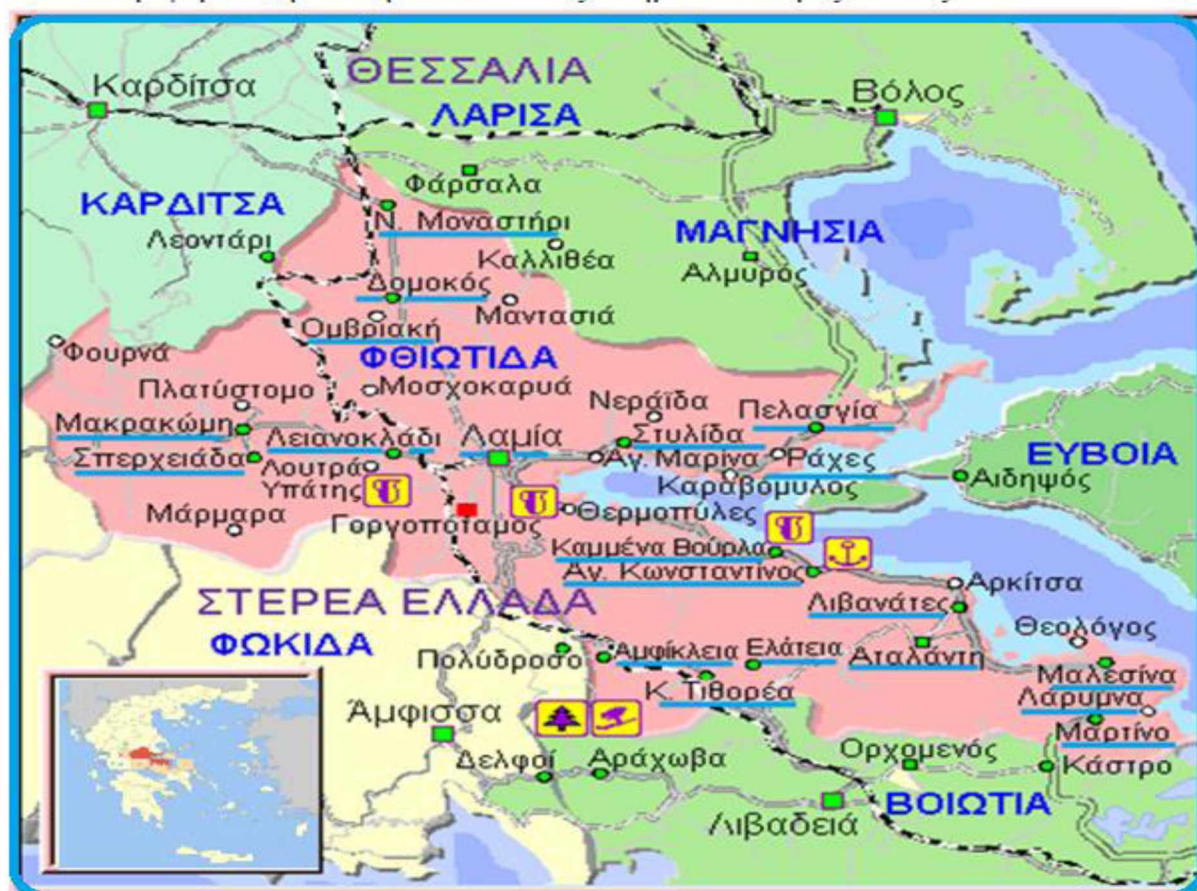 ΘΕΣΣΑΛΙΑ
Καρδίτσα
Βόλος
ΛΑΡΙΣΑ
Φάρσαλα
ΚΑΡΔΙΤΣΑ
Ν. Μοναστήρι
ΜΑΓΝΗΣΙΑ
Λεοντάρι
Καλλιθέα
Αλμυρός
Δομοκός
Μαντασιά
Ομβριακή
Φουρνά
ΦΘΙΩΤΙΔΑ
Πλατύστομο
Μοσχοκαρυά
Νεράϊδα
Πελασγία
Μακρακώμη
Λειανοκλάδι
Λαμία
Στυλίδα
ΕΥΒΟΙΑ
Σπερχειάδα
Λουτρά
Υπάτης
Αγ. Μαρίνα
Ράχες
Αιδηψός
Καραβόμυλος
Μάρμαρα
Γοργοπόταμος
Θερμοπύλες
Καμμένα Βούρλα
Αγ. Κωνσταντίνος
Αρκίτσα
ΣΤΕΡΕΑ ΕΛΛΑΔΑ
Λιβανάτες
Θεολόγος
ΦΩΚΙΔΑ
Πολύδροσο
Αμφίκλεια
Ελάτεια
Αταλάντη
Μαλεσίνα
Κ. Τιθορέα
Λάρυμνα
Άμφισσα
Μαρτίνο
Δελφοί
Αράχωβα
Ορχομενός
Κάστρο
ΒΟΙΩΤΙΑ
Λιβαδειά